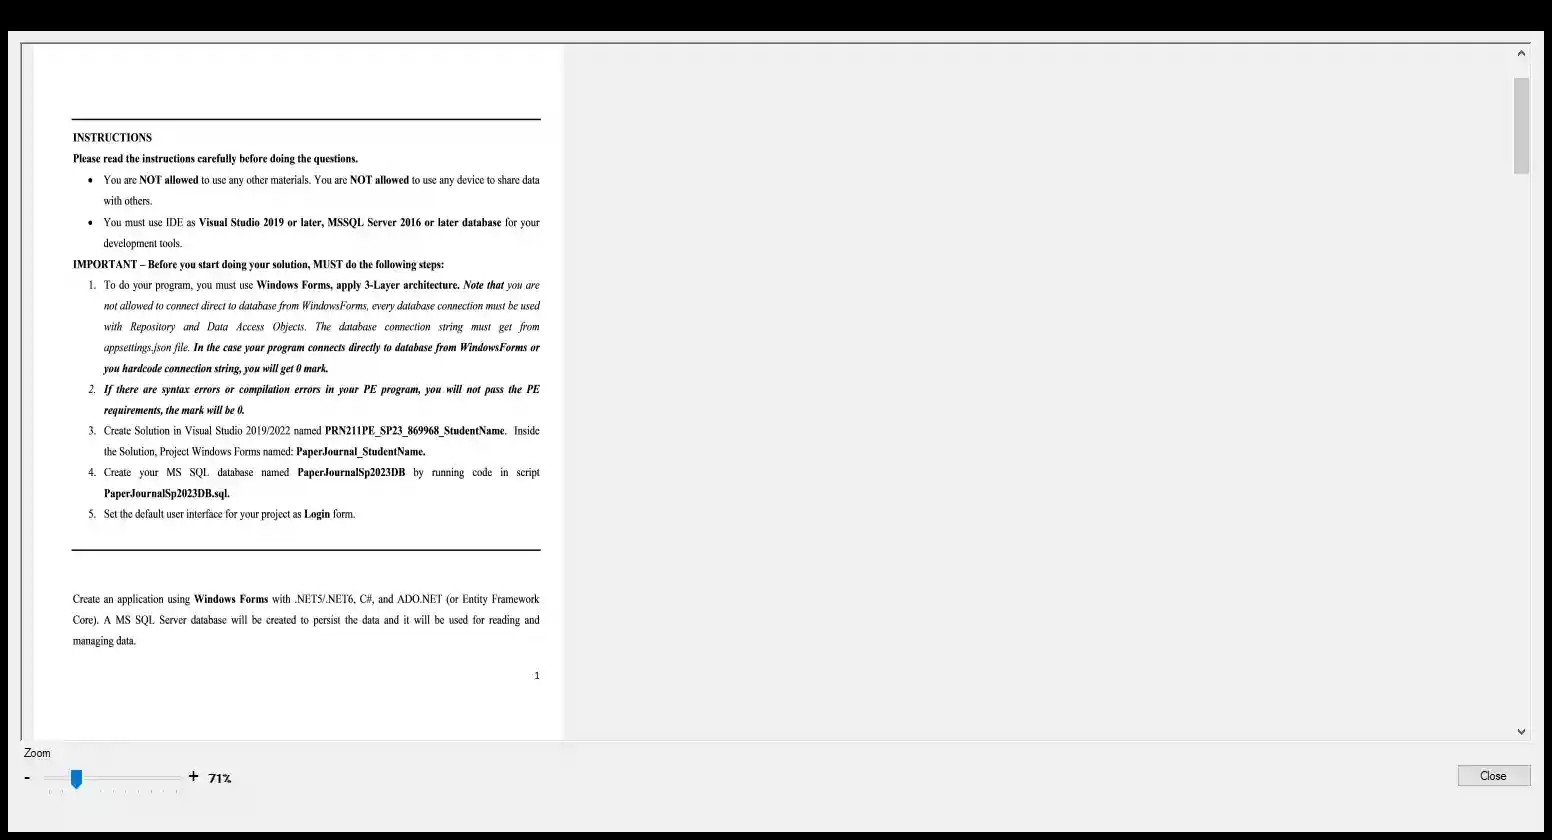 INSTRUCTIONS
Please read the instructions carefully before doing the questions.
• You are NOT allowed to use any other materials. You are NOT allowed to use any device to share data
with others.
• You must use IDE as Visual Studio 2019 or later, MSSQL Server 2016 or later database for your
development tools.
IMPORTANT – Before you start doing your solution, MUST do the following steps:
1. To do your program, you must use Windows Forms, apply 3-Layer architecture. Note that you are
not allowed to connect direct to database from WindowsForms, every database connection must be used
with Repository and Data Access Objects. The database connection string must get from
appsettings.json file. In the case your program connects directly to database from WindowsForms or
you hardcode connection string, you will get 0 mark.
2. If there are syntax errors or compilation errors in your PE program, you will not pass the PE
requirements, the mark will be 0.
3. Create Solution in Visual Studio 2019/2022 named PRN211PE_SP23_869968_StudentName. Inside
the Solution, Project Windows Forms named: PaperJournal_StudentName.
4. Create your MS SQL database named PaperJournalSp2023DB by running code in script
PaperJournalSp2023DB.sql.
5. Set the default user interface for your project as Login form.
Create an application using Windows Forms with .NET5/.NET6, C#, and ADO.NET (or Entity Framework
Core). A MS SQL Server database will be created to persist the data and it will be used for reading and
managing data.
1
Zoom
- + 71%
Close